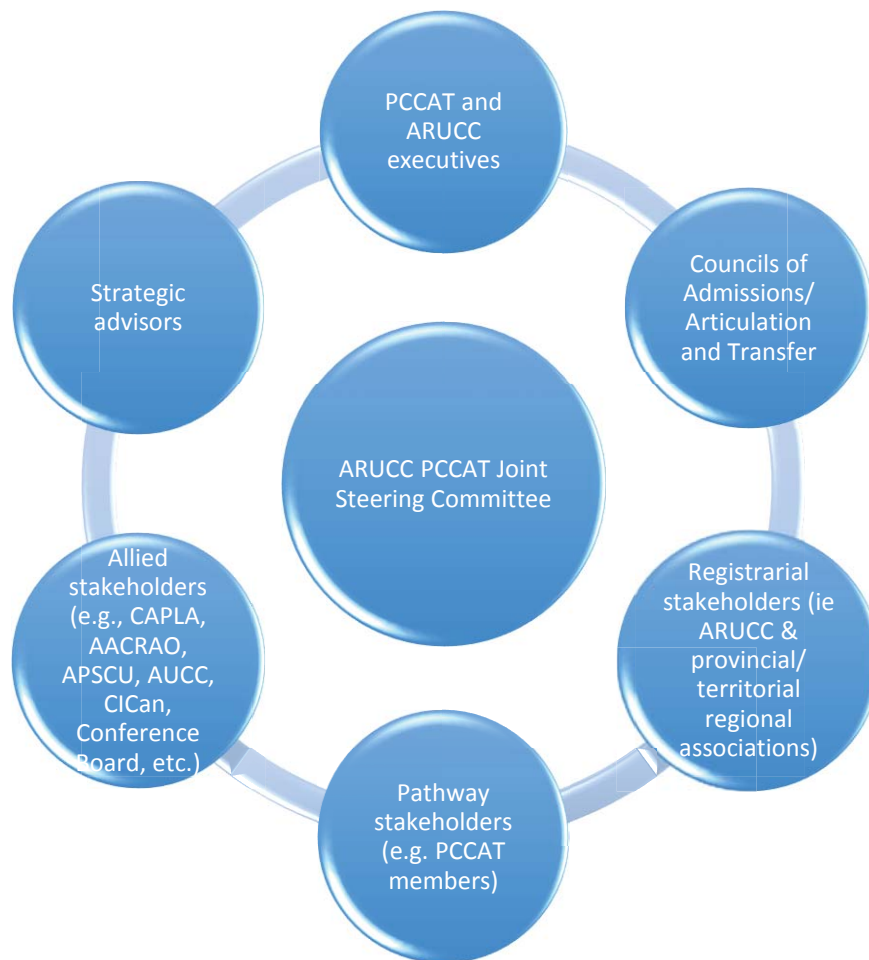 PCCAT and
ARUCC
executives
Councils of
Admissions/
Articulation
and Transfer
Strategic
advisors
ARUCC PCCAT Joint
Steering Committee
Allied
stakeholders
(e.g., CAPLA,
AACRAO,
APSCU, AUCC,
CICan,
Conference
Board, etc.)
Registrarial
stakeholders (ie
ARUCC &
provincial/
territorial
regional
associations)
Pathway
stakeholders
(e.g. PCCAT
members)